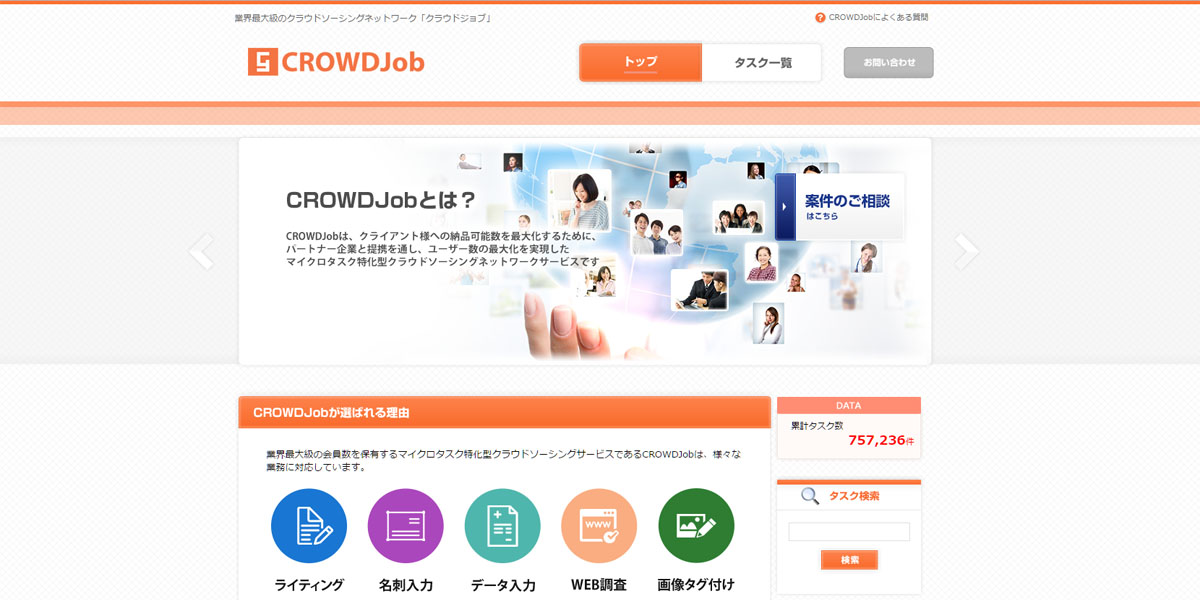 業界最大級のクラウドソーシングネットワーク「クラウドジョブ」
CROWDJobによくある質問
CROWDJob
トップ
タスク一覧
お問い合わせ
CROWDJobとは？
CROWDJobは、クライアント様への納品可能数を最大化するために、
パートナー企業と提携を通し、ユーザー数の最大化を実現した
マイクロタスク特化型クラウドソーシングネットワークサービスです
案件のご相談
はこちら
CROWDJobが選ばれる理由
業界最大級の会員数を保有するマイクロタスク特化型クラウドソーシングサービスであるCROWDJobは、様々な
業務に対応しています。
WWW
ライティング
名刺入力
データ入力
WEB調査
画像タグ付け
DATA
累計タスク数
757,236件
タスク検索
検索